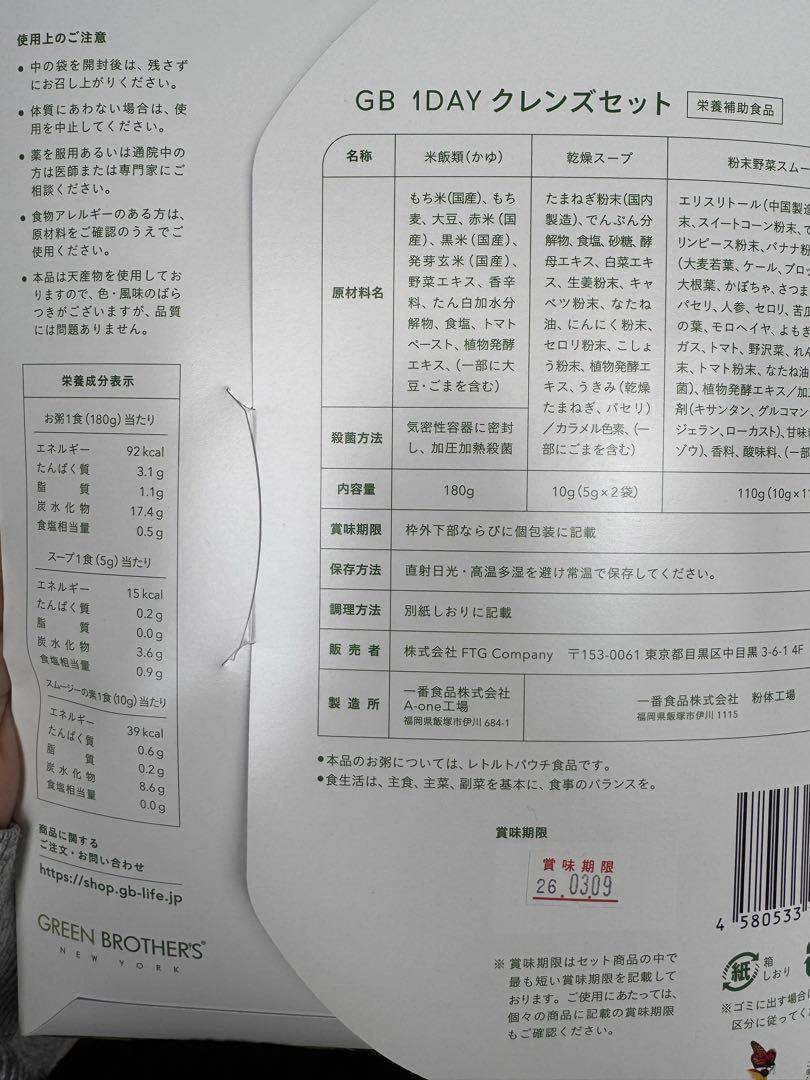 使用上のご注意
● 中の袋を開封後は、残さず
にお召し上がりください。
● 体質にあわない場合は、使
用を中止してください。
● 薬を服用あるいは通院中の
方は医師または専門家にご
相談ください。
● 食物アレルギーのある方は、
原材料をご確認のうえでご
使用ください。
● 本品は天産物を使用してお
りますので、色・風味のばら
つきがございますが、品質
には問題ありません。
栄養成分表示
お粥1食(180g)当たり
エネルギー 92kcal
たんぱく質 3.1g
脂質 1.1g
炭水化物 17.4g
食塩相当量 0.5g
スープ1食(5g)当たり
エネルギー 15kcal
たんぱく質 0.2g
脂質 0.0g
炭水化物 3.6g
食塩相当量 0.9g
スムージーの素1食(10g)当たり
エネルギー 39kcal
たんぱく質 0.6g
脂質 0.2g
炭水化物 8.6g
食塩相当量 0.0g
商品に関する
ご注文・お問い合わせ
https://shop.gb-life.jp
GREEN BROTHER'S®
NEW YORK
GB 1DAY クレンズセット 栄養補助食品
名称 米飯類(かゆ) 乾燥スープ 粉末野菜スムー
原材料名
もち米(国産)、もち
麦、大豆、赤米(国
産)、黒米(国産)、
発芽玄米(国産)、
野菜エキス、香辛
料、たん白加水分
解物、食塩、トマト
ペースト、植物発酵
エキス、(一部に大
豆・ごまを含む)
たまねぎ粉末(国内
製造)、でんぷん分
解物、食塩、砂糖、酵
母エキス、白菜エキ
ス、生姜粉末、キャ
ベツ粉末、なたね
油、にんにく粉末、
セロリ粉末、こしょ
う粉末、植物発酵エ
キス、うきみ(乾燥
たまねぎ、パセリ)
/カラメル色素、(一
部にごまを含む)
エリスリトール(中国製造
末、スイートコーン粉末、で
リンピース粉末、バナナ粉
(大麦若葉、ケール、ブロッ
大根葉、かぼちゃ、さつま
パセリ、人参、セロリ、苦瓜
の葉、モロヘイヤ、よもぎ
ガス、トマト、野沢菜、れん
末、トマト粉末、なたね油
菌)、植物発酵エキス/加
剤(キサンタン、グルコマン
ジェラン、ローカスト)、甘味料
ゾウ)、香料、酸味料、(一部
殺菌方法 気密性容器に密封
し、加圧加熱殺菌
内容量 180g 10g(5g×2袋) 110g(10g×11
賞味期限 枠外下部ならびに個包装に記載
保存方法 直射日光・高温多湿を避け常温で保存してください。
調理方法 別紙しおりに記載
販売者 株式会社 FTG Company 〒153-0061 東京都目黒区中目黒 3-6-1 4F
製造所
一番食品株式会社
A-one工場
福岡県飯塚市伊川 684-1
一番食品株式会社 粉体工場
福岡県飯塚市伊川 1115
●本品のお粥については、レトルトパウチ食品です。
●食生活は、主食、主菜、副菜を基本に、食事のバランスを。
賞味期限
賞味期限
26.0309
4 580533
※賞味期限はセット商品の中で
最も短い賞味期限を記載して
おります。ご使用にあたっては、
個々の商品に記載の賞味期限
もご確認ください。
紙 箱
しおり
※ゴミに出す場合
区分に従ってく